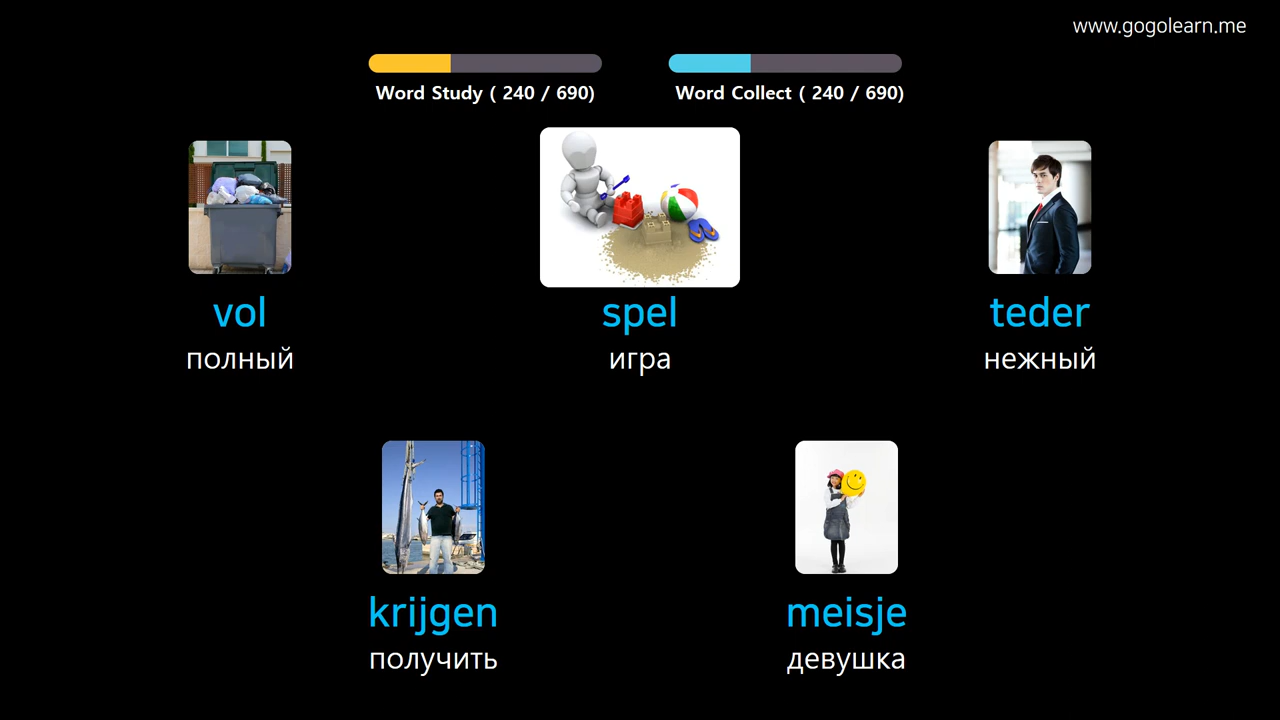 www.gogolearn.me
Word Study ( 240 / 690)
Word Collect ( 240 / 690)
vol
полный
spel
игра
teder
нежный
krijgen
получить
meisje
девушка